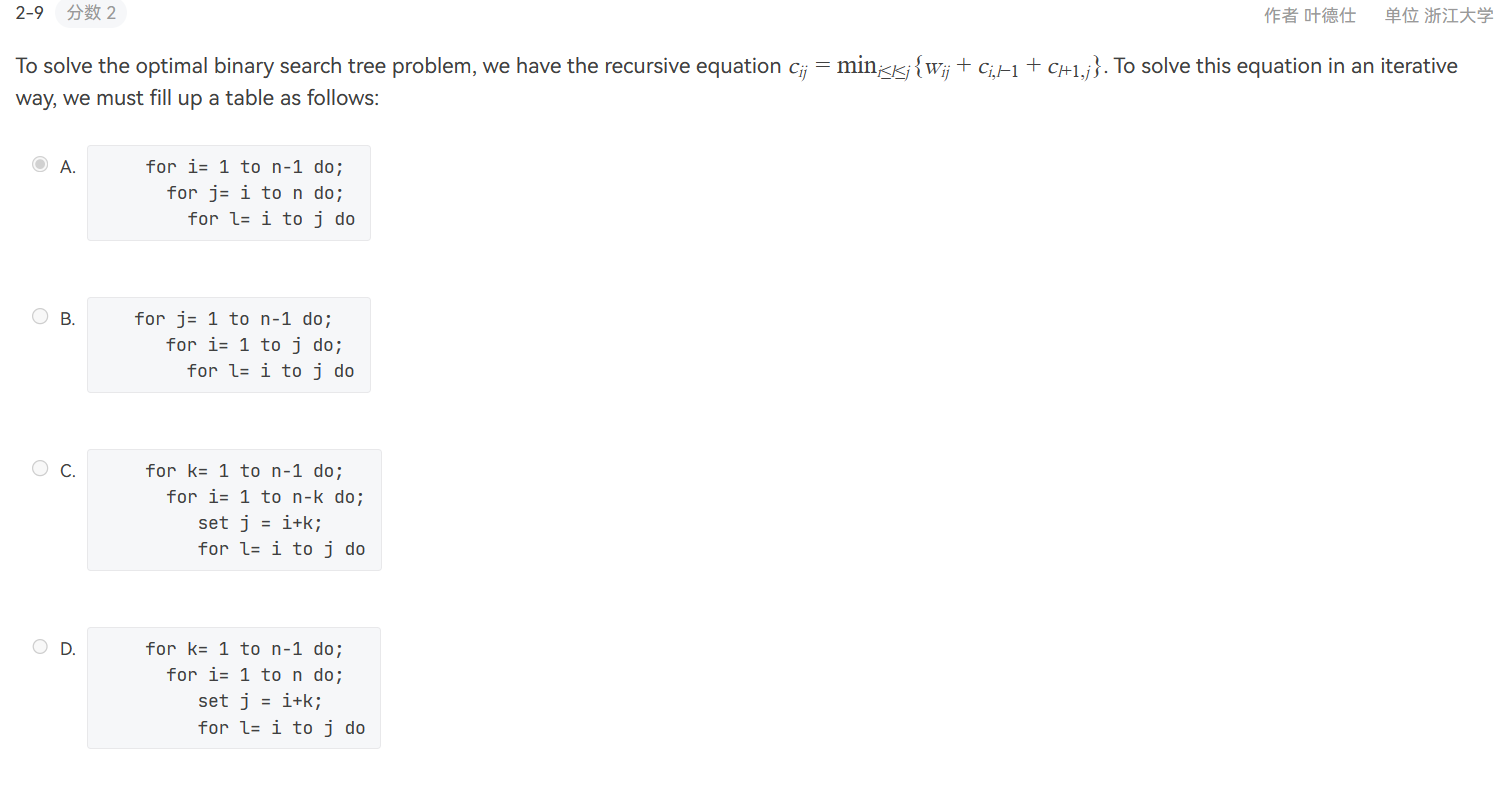 2-9 分数 2 作者 叶德仕 单位 浙江大学
To solve the optimal binary search tree problem, we have the recursive equation c_{ij} = min_{i≤l≤j}{w_{ij} + c_{i,l−1} + c_{l+1,j}}. To solve this equation in an iterative
way, we must fill up a table as follows:
A. for i= 1 to n-1 do;
for j= i to n do;
for l= i to j do
B. for j= 1 to n-1 do;
for i= 1 to j do;
for l= i to j do
C. for k= 1 to n-1 do;
for i= 1 to n-k do;
set j = i+k;
for l= i to j do
D. for k= 1 to n-1 do;
for i= 1 to n do;
set j = i+k;
for l= i to j do